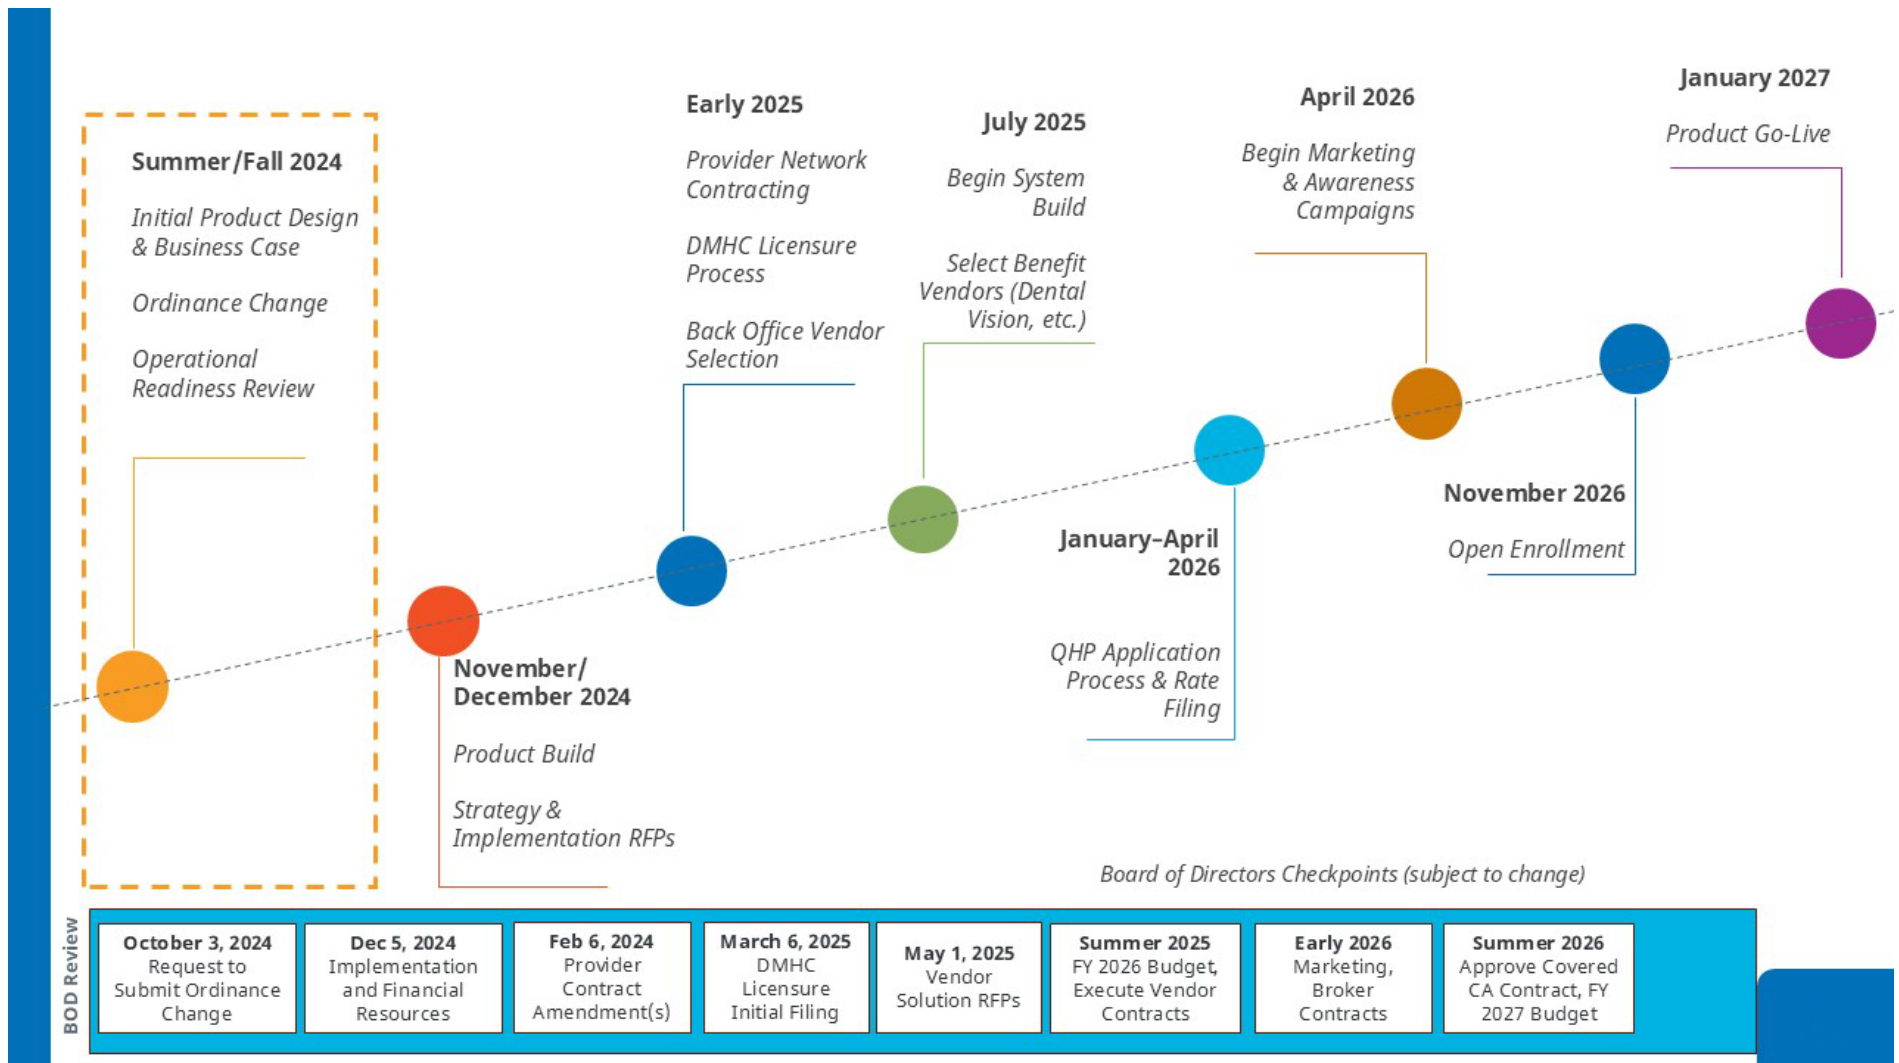 Summer/Fall 2024
Initial Product Design
& Business Case
Ordinance Change
Operational
Readiness Review
November/
December 2024
Product Build
Strategy &
Implementation RFPs
Early 2025
Provider Network
Contracting
DMHC Licensure
Process
Back Office Vendor
Selection
July 2025
Begin System
Build
Select Benefit
Vendors (Dental
Vision, etc.)
January–April
2026
QHP Application
Process & Rate
Filing
April 2026
Begin Marketing
& Awareness
Campaigns
November 2026
Open Enrollment
January 2027
Product Go-Live
Board of Directors Checkpoints (subject to change)
BOD Review
October 3, 2024
Request to
Submit Ordinance
Change
Dec 5, 2024
Implementation
and Financial
Resources
Feb 6, 2024
Provider
Contract
Amendment(s)
March 6, 2025
DMHC
Licensure
Initial Filing
May 1, 2025
Vendor
Solution RFPs
Summer 2025
FY 2026 Budget,
Execute Vendor
Contracts
Early 2026
Marketing,
Broker
Contracts
Summer 2026
Approve Covered
CA Contract, FY
2027 Budget